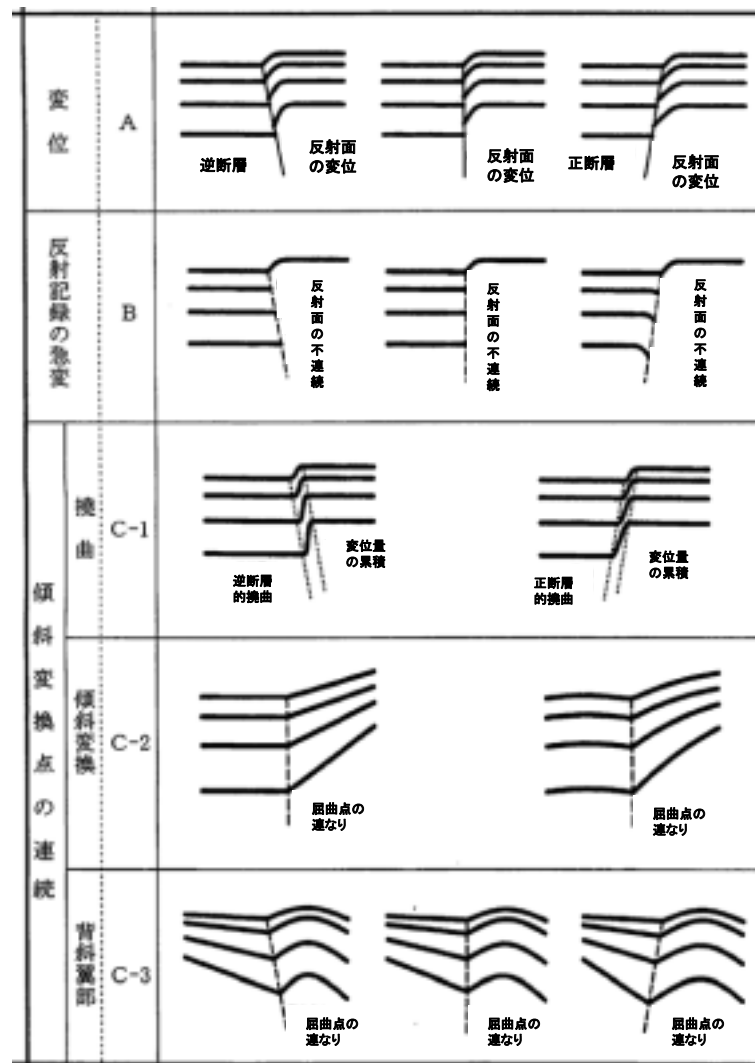 変位
A
逆断層
反射面
の変位
反射面
の変位
正断層
反射面
の変位
反射記録の急変
B
反射面の不連続
反射面の不連続
反射面の不連続
傾斜変換点の連続
撓曲
C-1
逆断層
的撓曲
変位量
の累積
正断層
的撓曲
変位量
の累積
傾斜変換
C-2
屈曲点の
連なり
屈曲点の
連なり
背斜翼部
C-3
屈曲点の
連なり
屈曲点の
連なり
屈曲点の
連なり